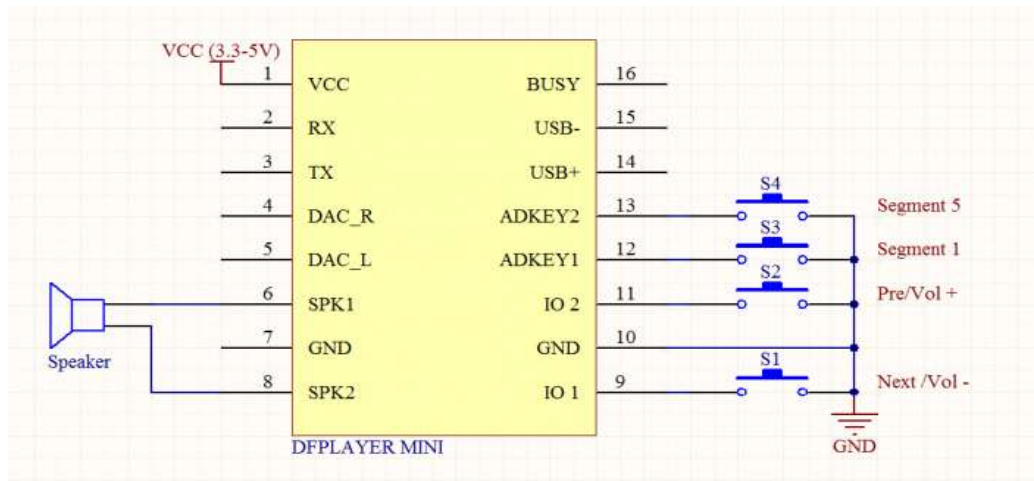 VCC (3.3-5V)
1 VCC BUSY 16
2 RX USB- 15
3 TX USB+ 14
S4
4 DAC_R ADKEY2 13 Segment 5
S3
5 DAC_L ADKEY1 12 Segment 1
S2
6 SPK1 IO 2 11 Pre/Vol +
7 GND GND 10
Speaker
S1
8 SPK2 IO 1 9 Next /Vol -
DFPLAYER MINI
GND